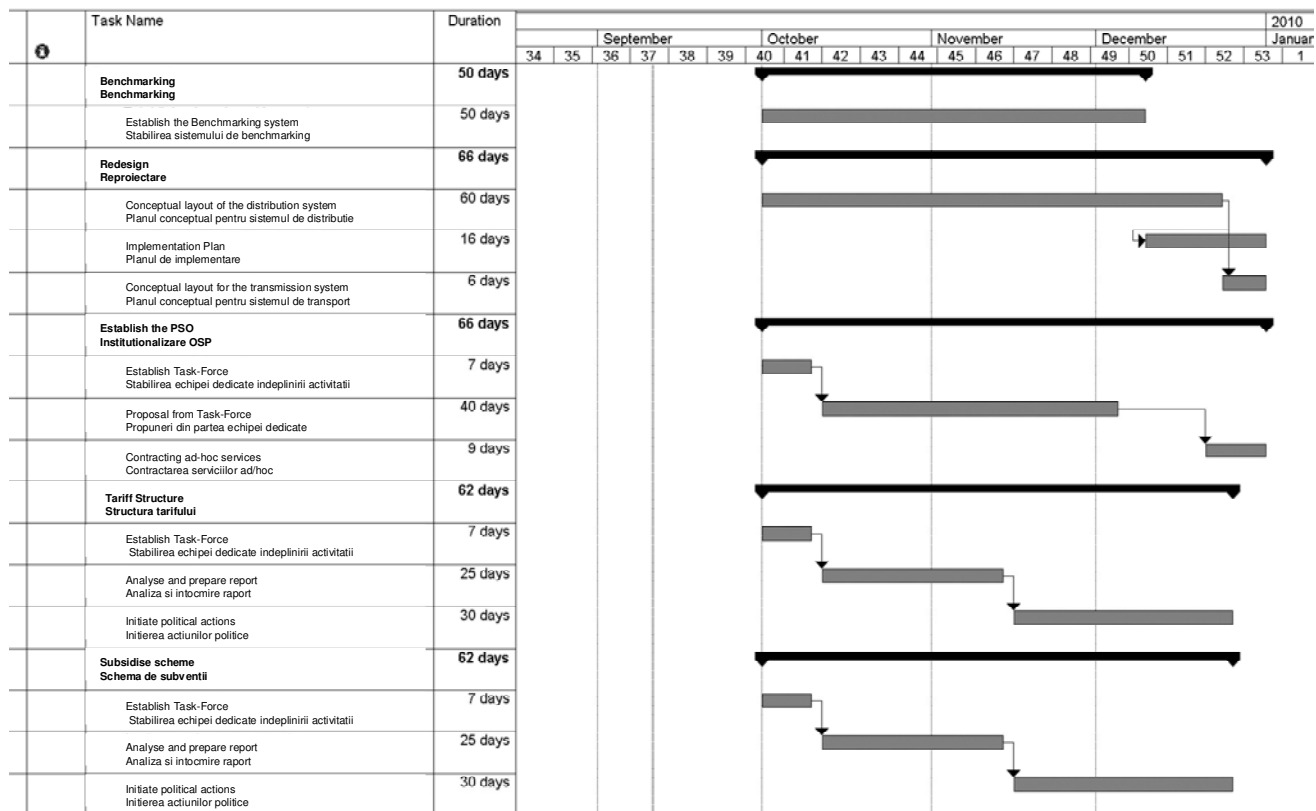 Task Name Duration
2010
September October November December Januar
34 35 36 37 38 39 40 41 42 43 44 45 46 47 48 49 50 51 52 53 1
Benchmarking 50 days
Benchmarking
Establish the Benchmarking system 50 days
Stabilirea sistemului de benchmarking
Redesign 66 days
Reproiectare
Conceptual layout of the distribution system 60 days
Planul conceptual pentru sistemul de distributie
Implementation Plan 16 days
Planul de implementare
Conceptual layout for the transmission system 6 days
Planul conceptual pentru sistemul de transport
Establish the PSO 66 days
Institutionalizare OSP
Establish Task-Force 7 days
Stabilirea echipei dedicate indeplinirii activitatii
Proposal from Task-Force 40 days
Propuneri din partea echipei dedicate
Contracting ad-hoc services 9 days
Contractarea serviciilor ad/hoc
Tariff Structure 62 days
Structura tarifului
Establish Task-Force 7 days
Stabilirea echipei dedicate indeplinirii activitatii
Analyse and prepare report 25 days
Analiza si intocmire raport
Initiate political actions 30 days
Initierea actiunilor politice
Subsidise scheme 62 days
Schema de subventii
Establish Task-Force 7 days
Stabilirea echipei dedicate indeplinirii activitatii
Analyse and prepare report 25 days
Analiza si intocmire raport
Initiate political actions 30 days
Initierea actiunilor politice